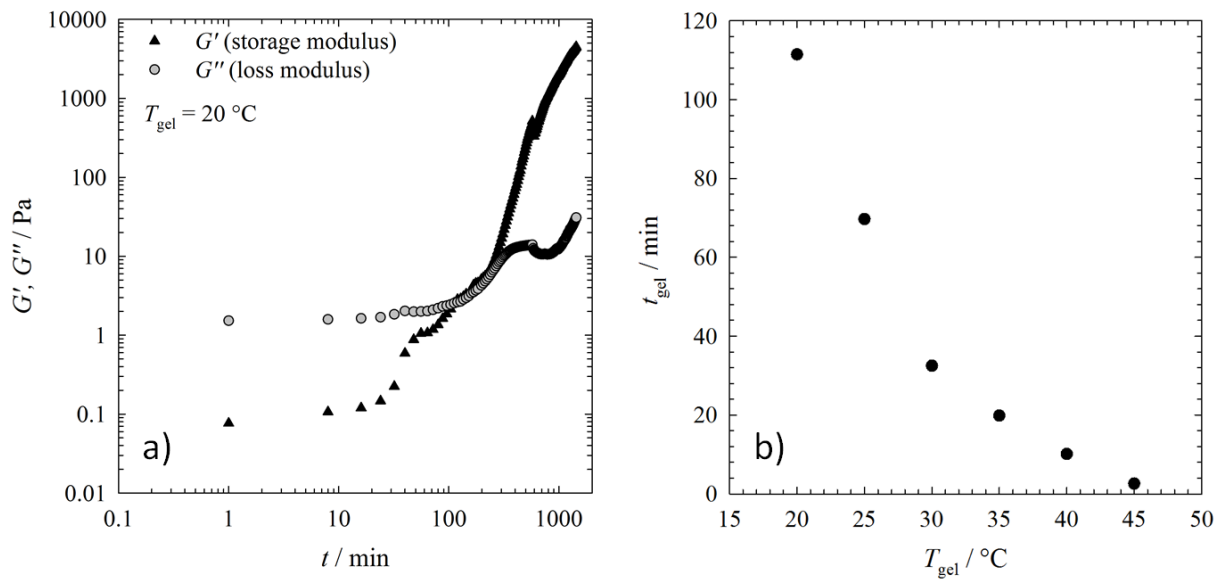 10000
1000
100
10
1
0.1
0.01
G′, G″ / Pa
G′ (storage modulus)
G″ (loss modulus)
T_gel = 20 °C
a)
0.1 1 10 100 1000
t / min
120
100
80
60
40
20
0
t_gel / min
b)
15 20 25 30 35 40 45 50
T_gel / °C